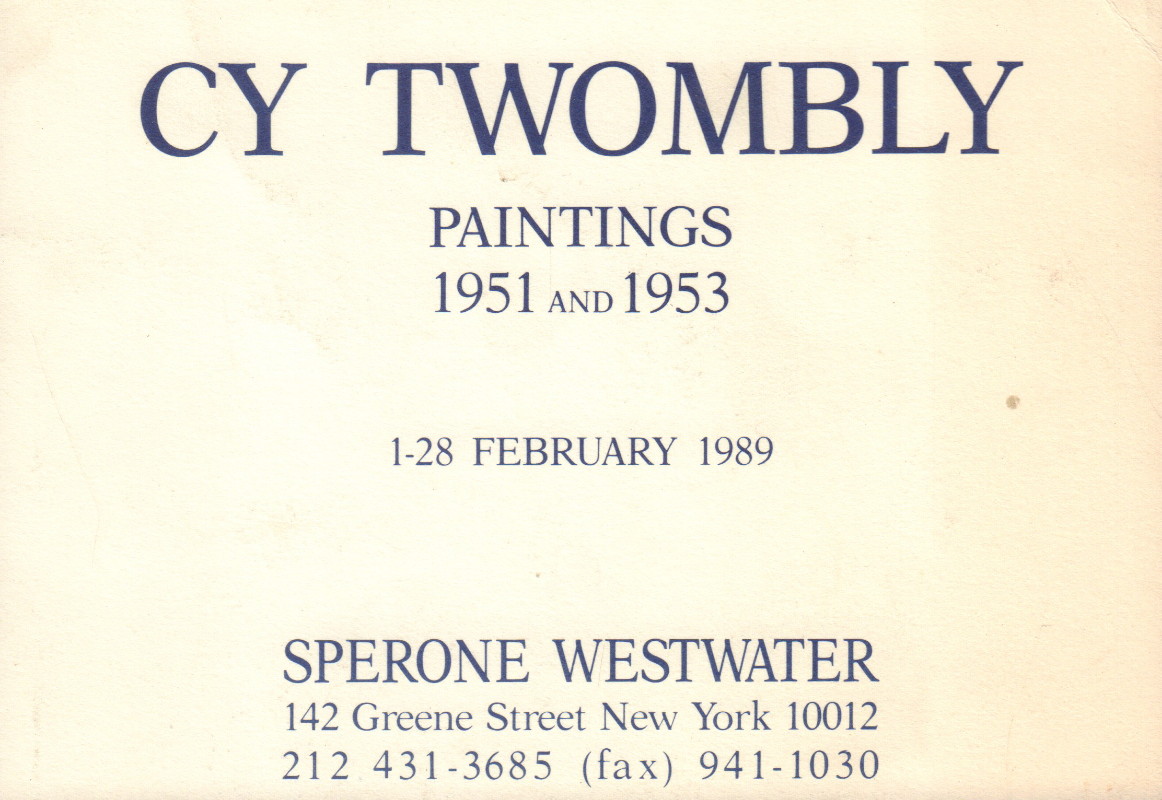 CY TWOMBLY
PAINTINGS
1951 AND 1953
1-28 FEBRUARY 1989
SPERONE WESTWATER
142 Greene Street New York 10012
212 431-3685 (fax) 941-1030